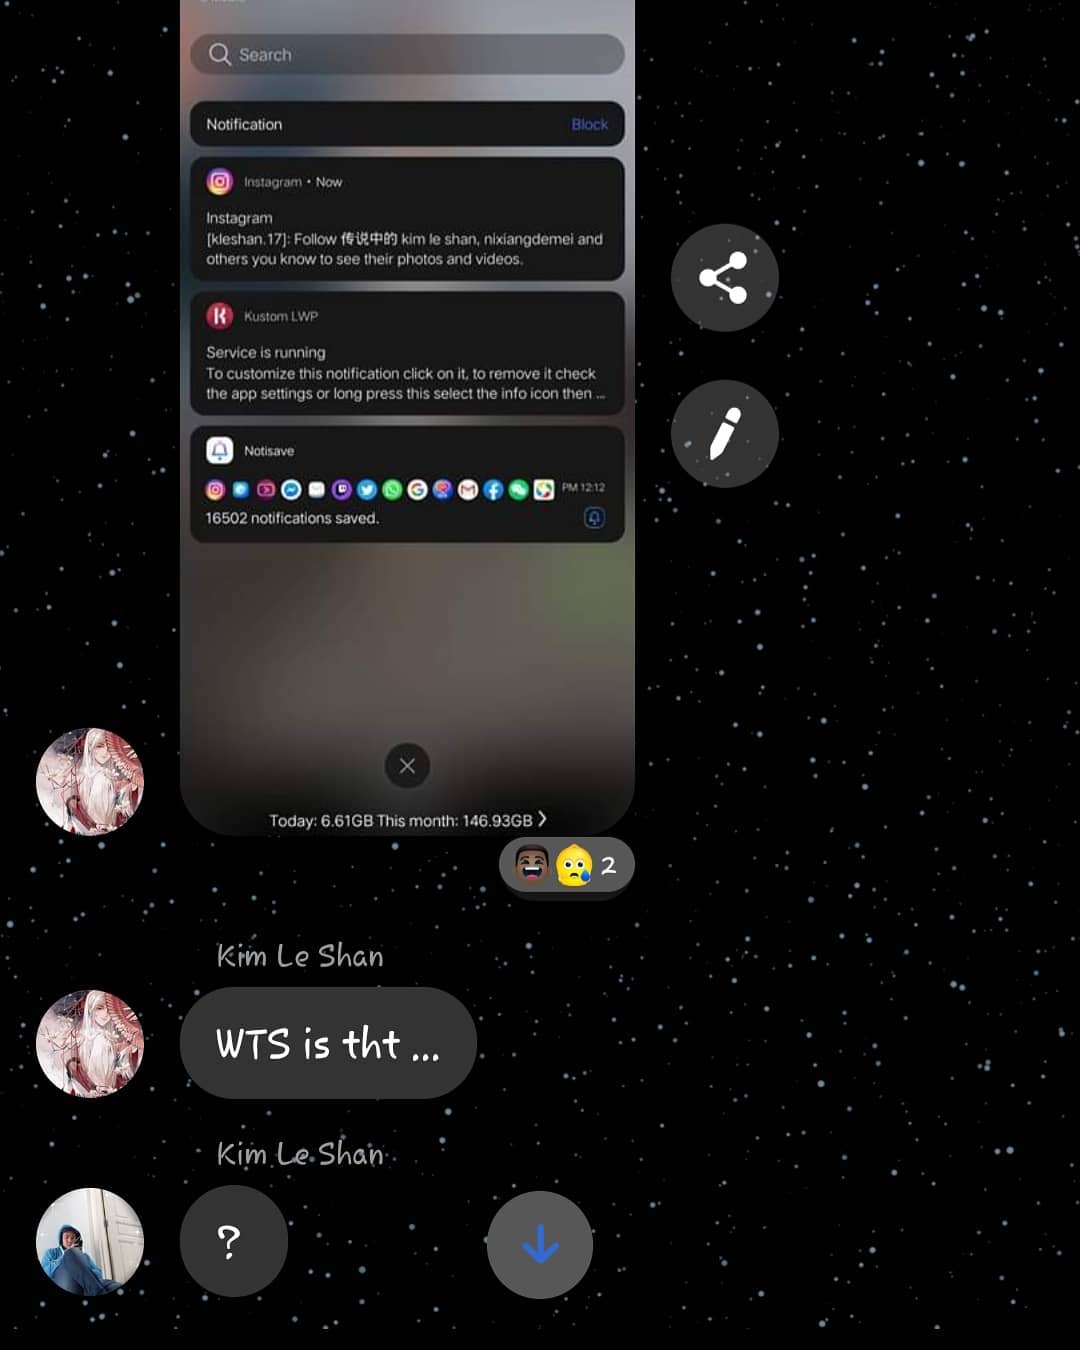 Search
Notification
Block
Instagram • Now
Instagram
[kleshan.17]: Follow 传说中的 kim le shan, nixiangdemei and
others you know to see their photos and videos.
Kustom LWP
Service is running
To customize this notification click on it, to remove it check
the app settings or long press this select the info icon then ...
Notisave
PM 12:12
16502 notifications saved.
Today: 6.61GB This month: 146.93GB
2
Kim Le Shan
WTS is tht ...
Kim Le Shan
?